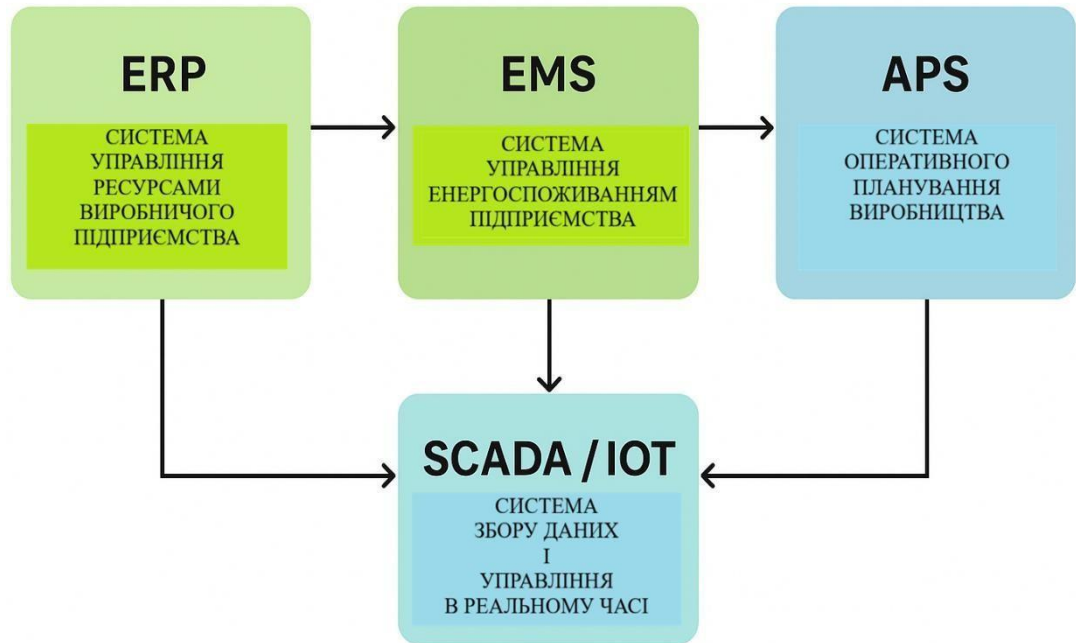 ERP
СИСТЕМА
УПРАВЛІННЯ
РЕСУРСАМИ
ВИРОБНИЧОГО
ПІДПРИЄМСТВА
EMS
СИСТЕМА
УПРАВЛІННЯ
ЕНЕРГОСПОЖИВАННЯМ
ПІДПРИЄМСТВА
APS
СИСТЕМА
ОПЕРАТИВНОГО
ПЛАНУВАННЯ
ВИРОБНИЦТВА
SCADA / IOT
СИСТЕМА
ЗБОРУ ДАНИХ
І
УПРАВЛІННЯ
В РЕАЛЬНОМУ ЧАСІ